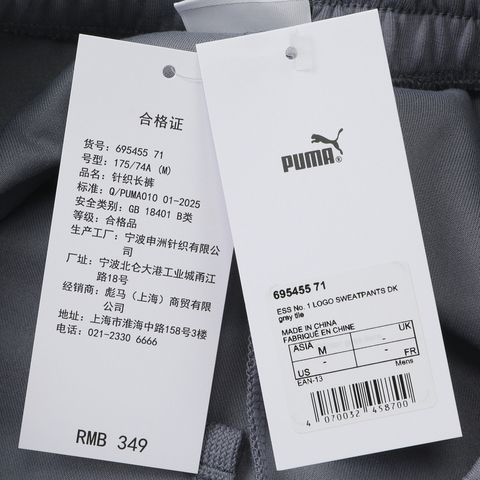 合格证
货号: 695455 71
号型: 175/74A (M)
品名: 针织长裤
标准: Q/PUMA010 01-2025
安全类别: GB 18401 B类
等级: 合格品
生产工厂: 宁波申洲针织有限公
司
厂址: 宁波北仑大港工业城甬江
路18号
经销商: 彪马（上海）商贸有限
公司
地址: 上海市淮海中路158号3楼
电话: 021-2330 6666
RMB 349
PUMA®
695455 71
ESS No. 1 LOGO SWEATPANTS DK
gray tile
MADE IN CHINA
FABRIQUÉ EN CHINE
ASIA M - UK
US - - FR
EAN-13 Mens
4 070032 458700